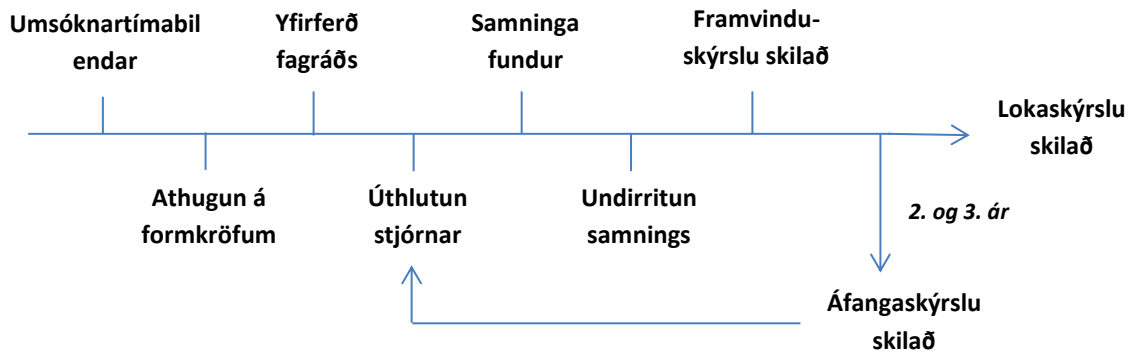 Umsóknartímabil
endar
Yfirferð
fagráðs
Samninga
fundur
Framvindu-
skýrslu skilað
Lokaskýrslu
skilað
Athugun á
formkröfum
Úthlutun
stjórnar
Undirritun
samnings
2. og 3. ár
Áfangaskýrslu
skilað